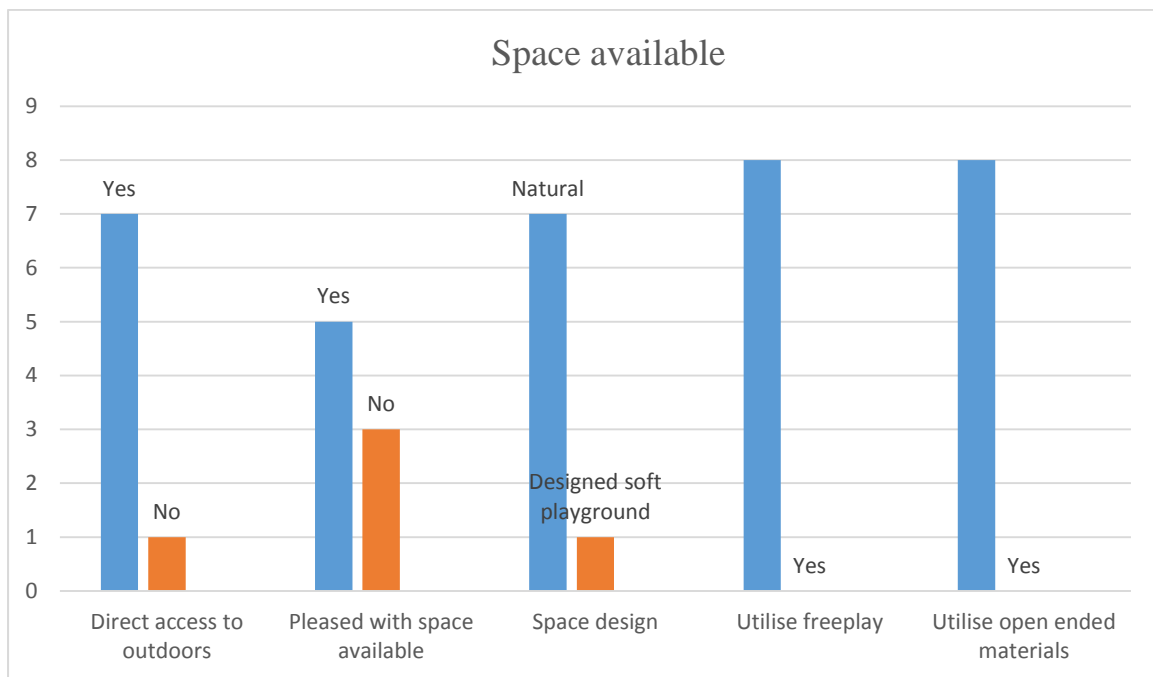 Space available
9
8
7
6
5
4
3
2
1
0
Yes
No
Yes
No
Natural
Designed soft
playground
Yes
Yes
Direct access to
outdoors
Pleased with space
available
Space design
Utilise freeplay
Utilise open ended
materials